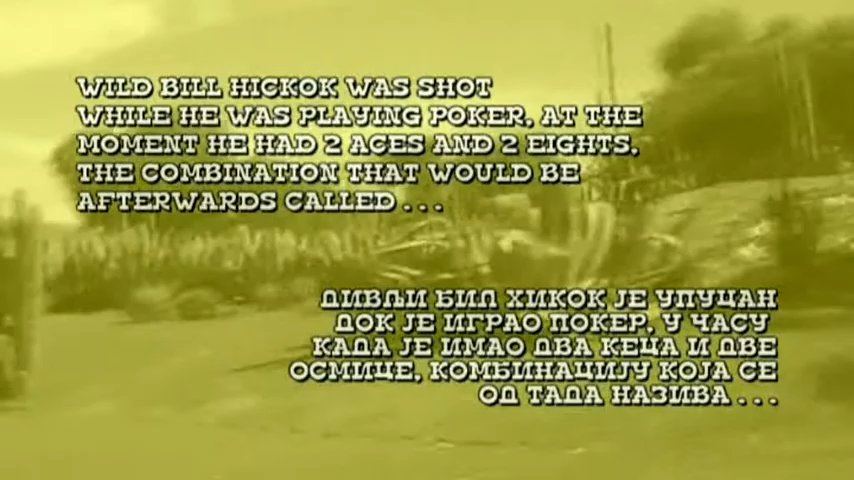 WILD BILL HICKOK WAS SHOT
WHILE HE WAS PLAYING POKER, AT THE
MOMENT HE HAD 2 ACES AND 2 EIGHTS,
THE COMBINATION THAT WOULD BE
AFTERWARDS CALLED . . .
ДИВЉИ БИЛ ХИКОК ЈЕ УПУЦАН
ДОК ЈЕ ИГРАО ПОКЕР, У ЧАСУ
КАДА ЈЕ ИМАО ДВА КЕЦА И ДВЕ
ОСМИЦЕ, КОМБИНАЦИЈУ КОЈА СЕ
ОД ТАДА НАЗИВА . . .